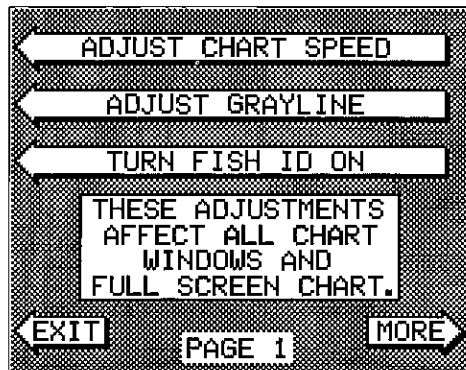 ADJUST CHART SPEED
ADJUST GRAYLINE
TURN FISH ID ON
THESE ADJUSTMENTS
AFFECT ALL CHART
WINDOWS AND
FULL SCREEN CHART.
EXIT
MORE
PAGE 1